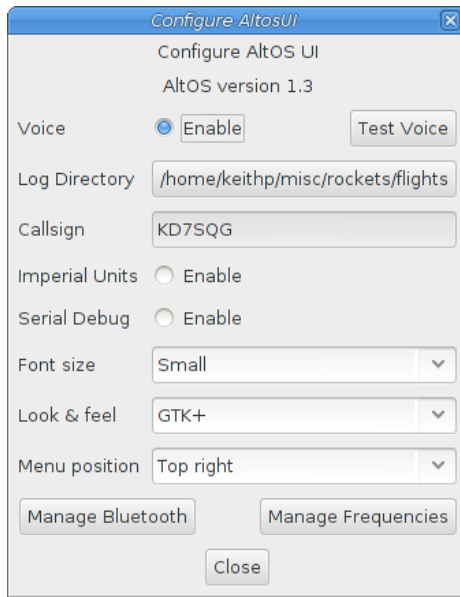 Configure AltosUI
Configure AltOS UI
AltOS version 1.3
Voice Enable Test Voice
Log Directory /home/keithp/misc/rockets/flights
Callsign KD7SQG
Imperial Units Enable
Serial Debug Enable
Font size Small
Look & feel GTK+
Menu position Top right
Manage Bluetooth Manage Frequencies
Close